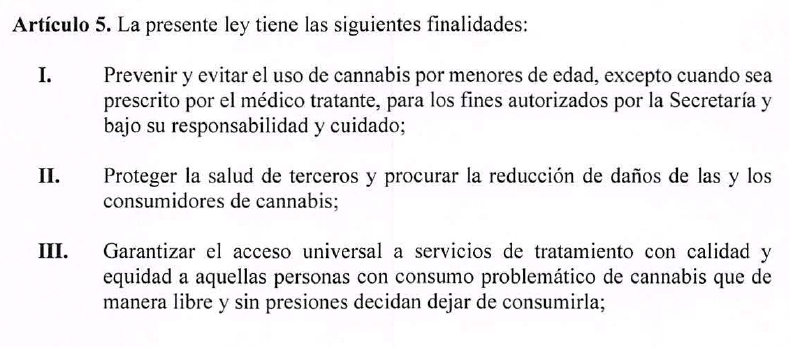 Artículo 5. La presente ley tiene las siguientes finalidades:
I. Prevenir y evitar el uso de cannabis por menores de edad, excepto cuando sea
prescrito por el médico tratante, para los fines autorizados por la Secretaría y
bajo su responsabilidad y cuidado;
II. Proteger la salud de terceros y procurar la reducción de daños de las y los
consumidores de cannabis;
III. Garantizar el acceso universal a servicios de tratamiento con calidad y
equidad a aquellas personas con consumo problemático de cannabis que de
manera libre y sin presiones decidan dejar de consumirla;